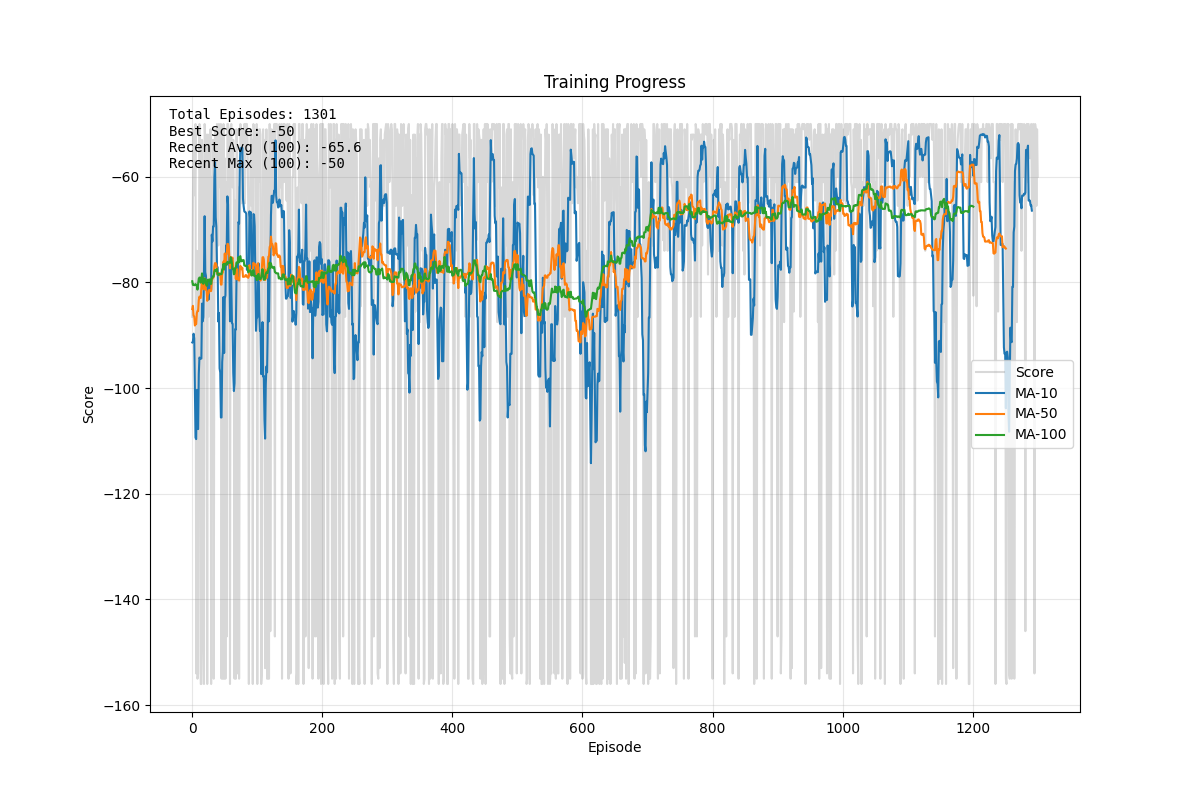 Training Progress
Total Episodes: 1301
Best Score: -50
Recent Avg (100): -65.6
Recent Max (100): -50
Score
−60
−80
−100
−120
−140
−160
0
200
400
600
800
1000
1200
Episode
Score
MA-10
MA-50
MA-100